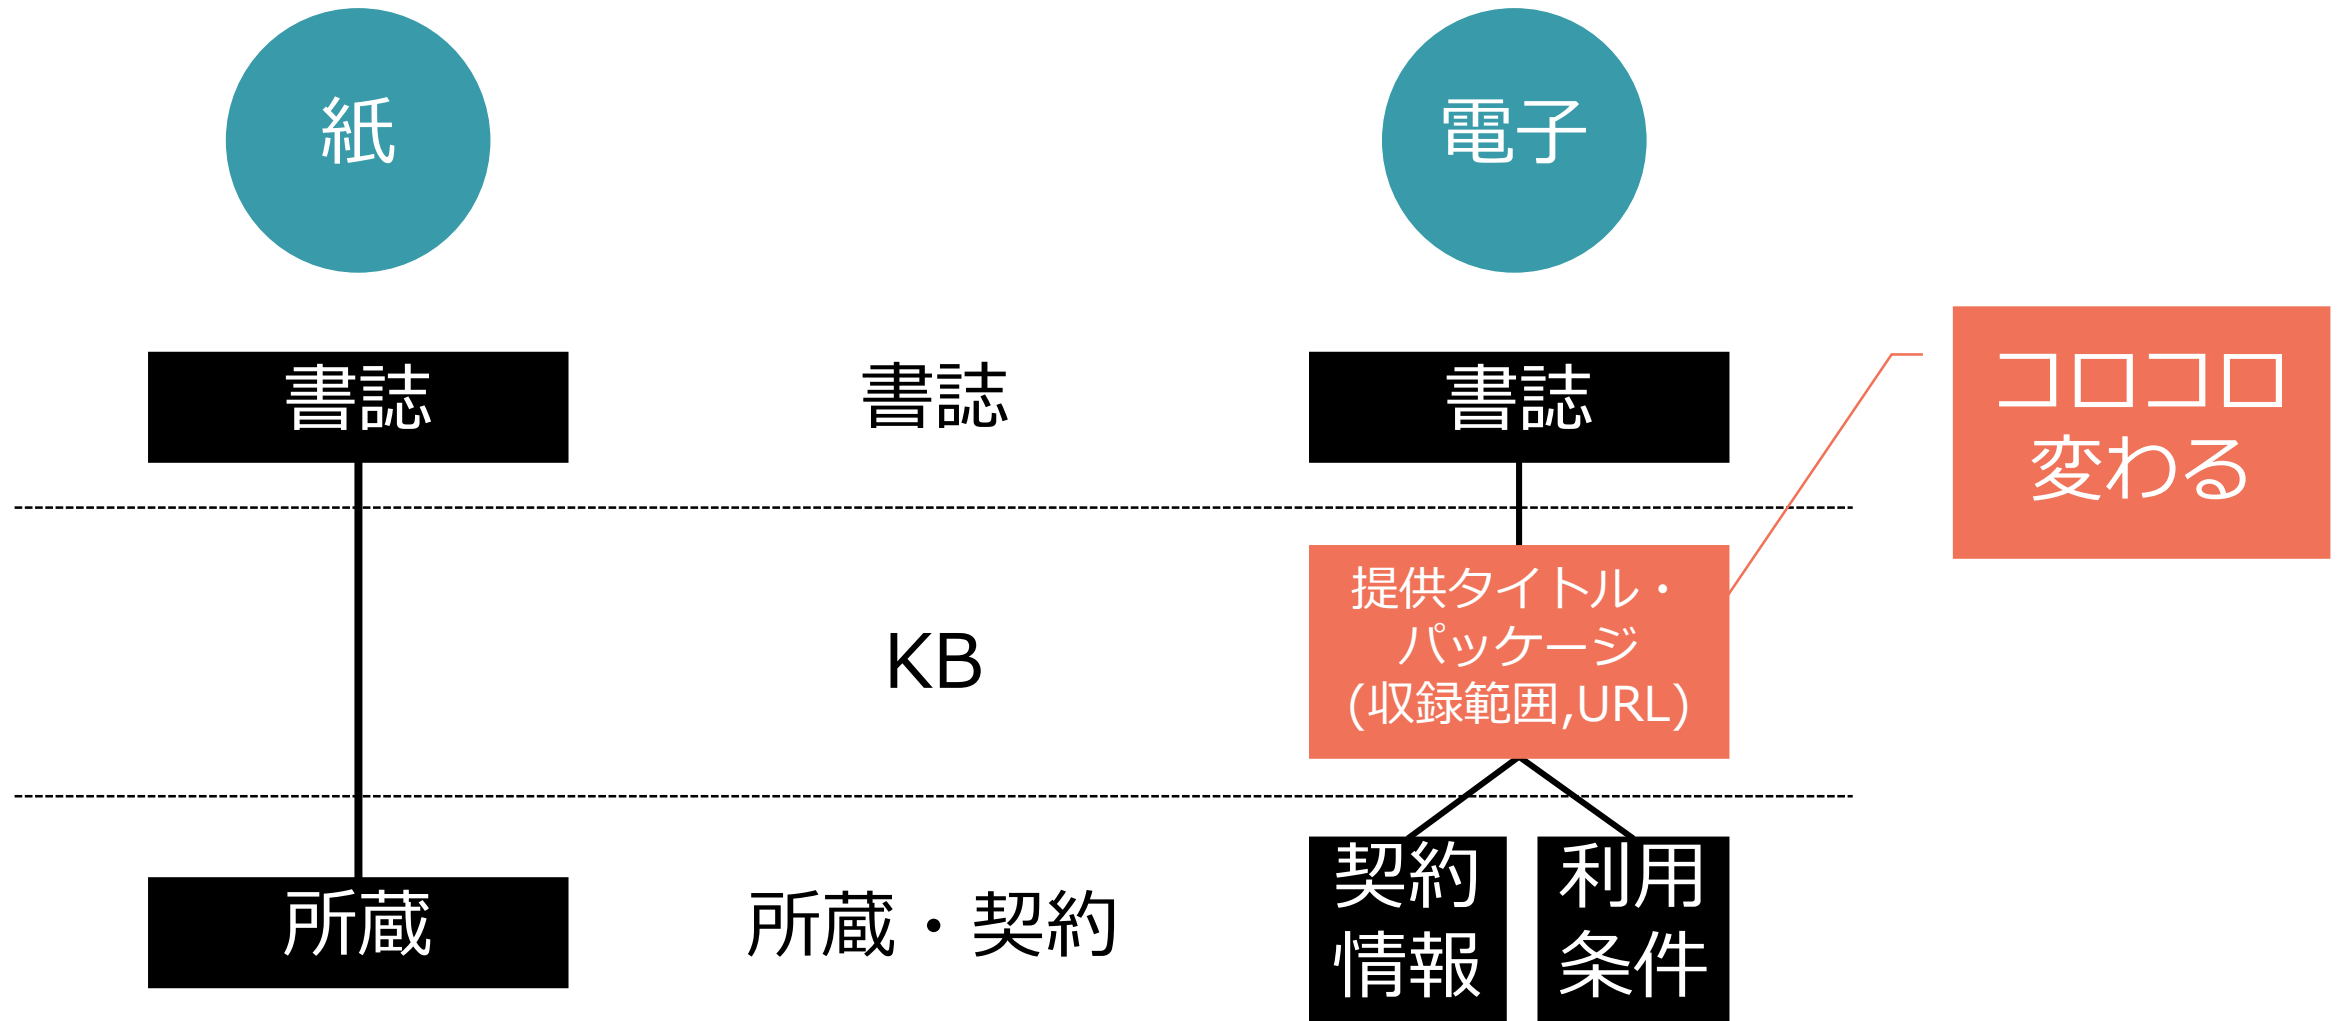 紙
電子
書誌
書誌
書誌
コロコロ
変わる
KB
提供タイトル・
パッケージ
(収録範囲,URL)
所蔵
所蔵・契約
契約
情報
利用
条件